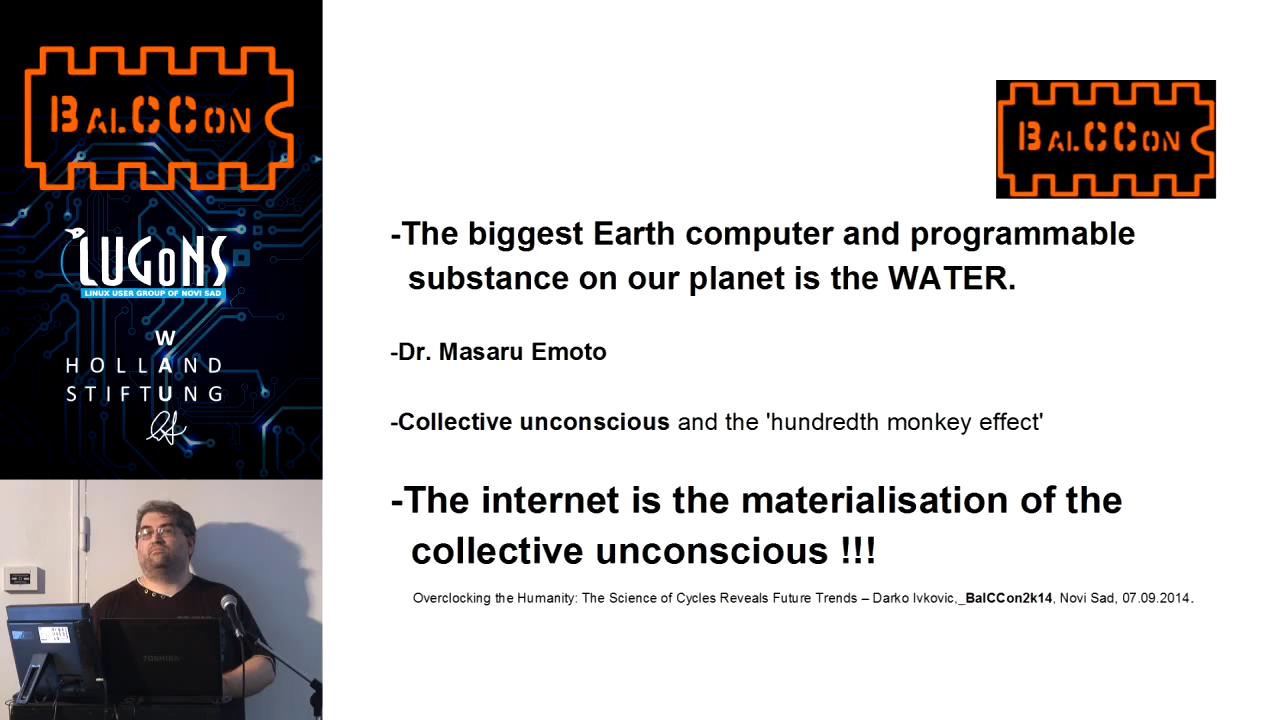 BALCCON
LUGONS
LINUX USER GROUP OF NOVI SAD
W
HOLLAND
STIFTUNG
BALCCON
-The biggest Earth computer and programmable
substance on our planet is the WATER.
-Dr. Masaru Emoto
-Collective unconscious and the 'hundredth monkey effect'
-The internet is the materialisation of the
collective unconscious !!!
Overclocking the Humanity: The Science of Cycles Reveals Future Trends – Darko Ivkovic,_BalCCon2k14, Novi Sad, 07.09.2014.
TOSHIBA